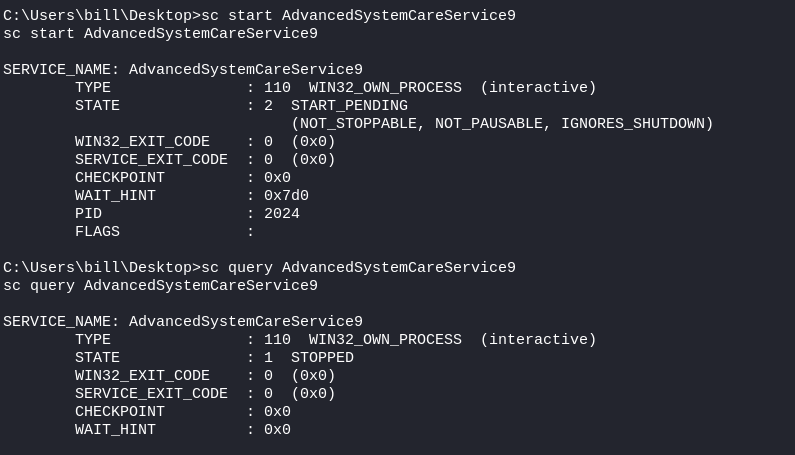 C:\Users\bill\Desktop>sc start AdvancedSystemCareService9
sc start AdvancedSystemCareService9

SERVICE_NAME: AdvancedSystemCareService9
        TYPE               : 110  WIN32_OWN_PROCESS  (interactive)
        STATE              : 2  START_PENDING
                                (NOT_STOPPABLE, NOT_PAUSABLE, IGNORES_SHUTDOWN)
        WIN32_EXIT_CODE    : 0  (0x0)
        SERVICE_EXIT_CODE  : 0  (0x0)
        CHECKPOINT         : 0x0
        WAIT_HINT          : 0x7d0
        PID                : 2024
        FLAGS              :

C:\Users\bill\Desktop>sc query AdvancedSystemCareService9
sc query AdvancedSystemCareService9

SERVICE_NAME: AdvancedSystemCareService9
        TYPE               : 110  WIN32_OWN_PROCESS  (interactive)
        STATE              : 1  STOPPED
        WIN32_EXIT_CODE    : 0  (0x0)
        SERVICE_EXIT_CODE  : 0  (0x0)
        CHECKPOINT         : 0x0
        WAIT_HINT          : 0x0